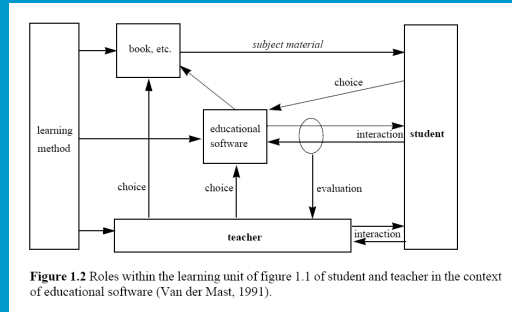 book, etc.
subject material
choice
learning
method
educational
software
interaction
student
choice
choice
evaluation
teacher
interaction
Figure 1.2 Roles within the learning unit of figure 1.1 of student and teacher in the context
of educational software (Van der Mast, 1991).